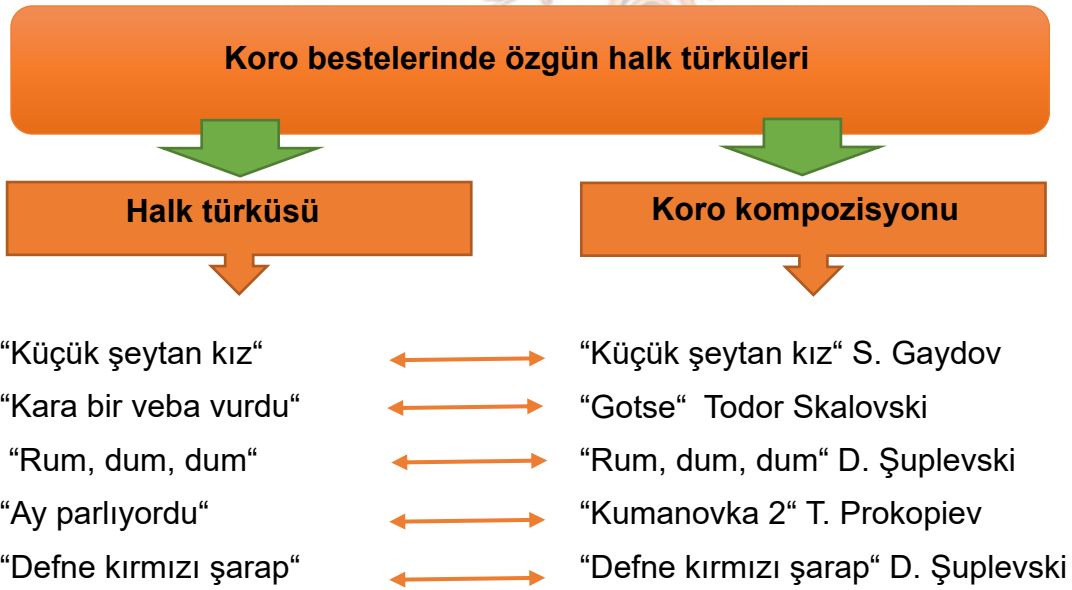 Koro bestelerinde özgün halk türküleri
Halk türküsü
Koro kompozisyonu
“Küçük şeytan kız“
“Küçük şeytan kız“ S. Gaydov
“Kara bir veba vurdu“
“Gotse“ Todor Skalovski
“Rum, dum, dum“
“Rum, dum, dum“ D. Şuplevski
“Ay parlıyordu“
“Kumanovka 2“ T. Prokopiev
“Defne kırmızı şarap“
“Defne kırmızı şarap“ D. Şuplevski